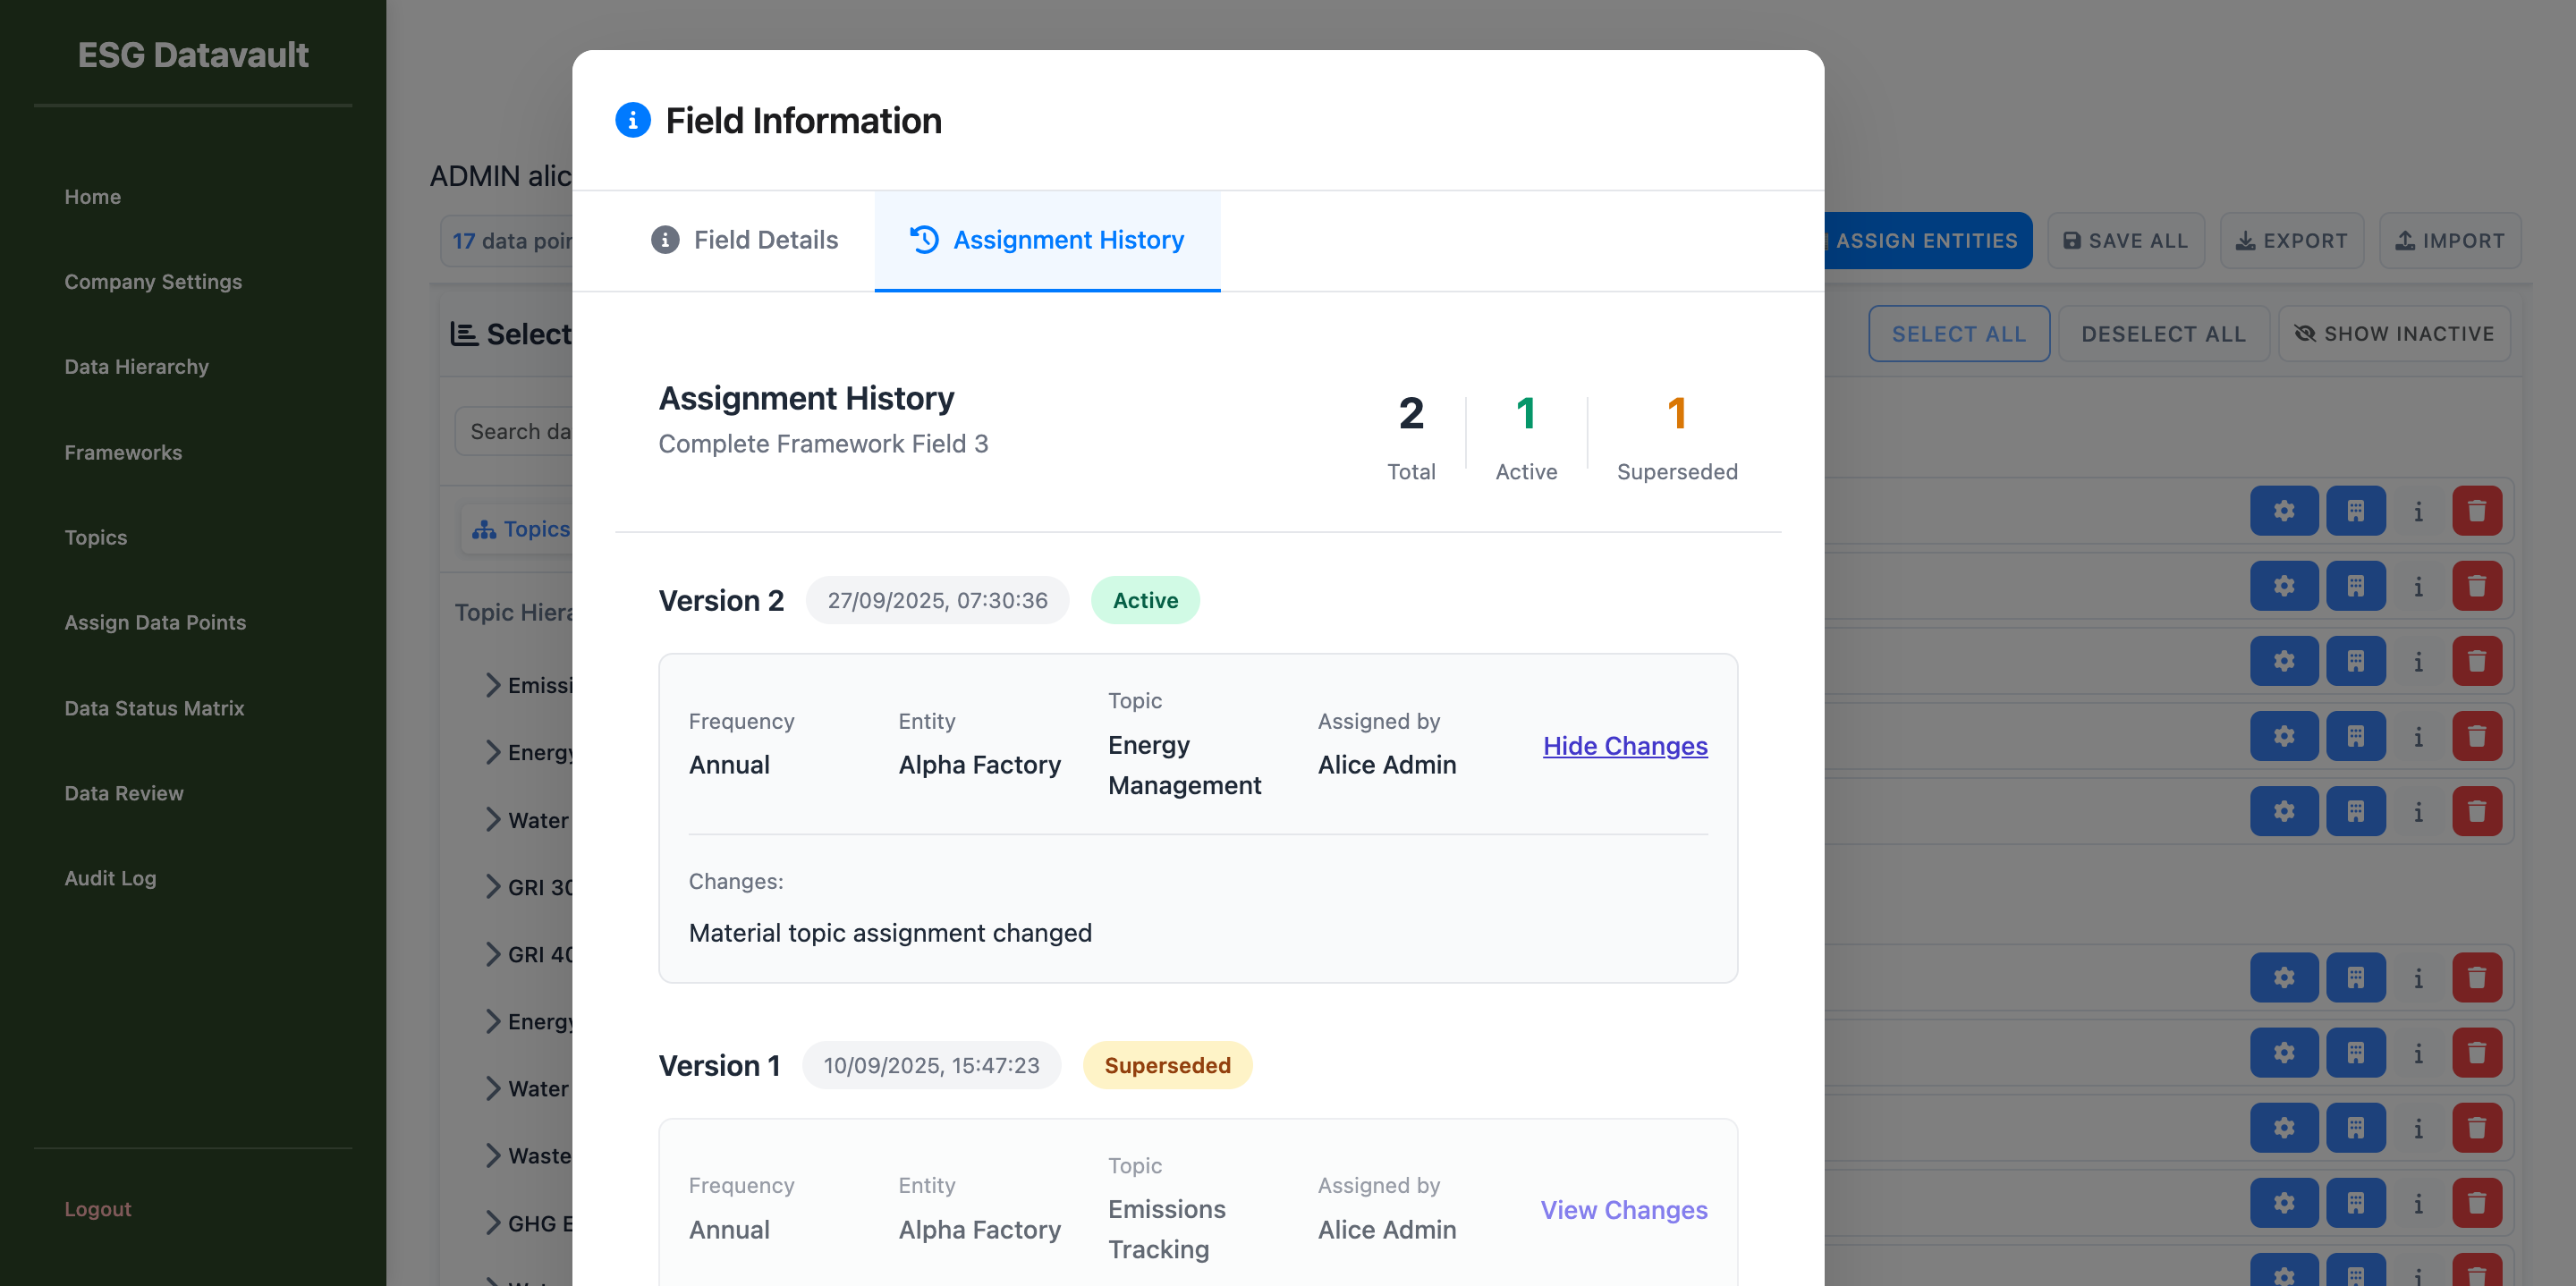 ESG Datavault
Home
Company Settings
Data Hierarchy
Frameworks
Topics
Assign Data Points
Data Status Matrix
Data Review
Audit Log
Logout
ADMIN alic
17 data poin
ASSIGN ENTITIES
SAVE ALL
EXPORT
IMPORT
Select
SELECT ALL
DESELECT ALL
SHOW INACTIVE
Search da
Topics
Topic Hiera
Emissi
Energy
Water
GRI 30
GRI 40
Energy
Water
Waste
GHG E
Field Information
Field Details
Assignment History
Assignment History
Complete Framework Field 3
2
Total
1
Active
1
Superseded
Version 2
27/09/2025, 07:30:36
Active
Frequency
Annual
Entity
Alpha Factory
Topic
Energy
Management
Assigned by
Alice Admin
Hide Changes
Changes:
Material topic assignment changed
Version 1
10/09/2025, 15:47:23
Superseded
Frequency
Annual
Entity
Alpha Factory
Topic
Emissions
Tracking
Assigned by
Alice Admin
View Changes